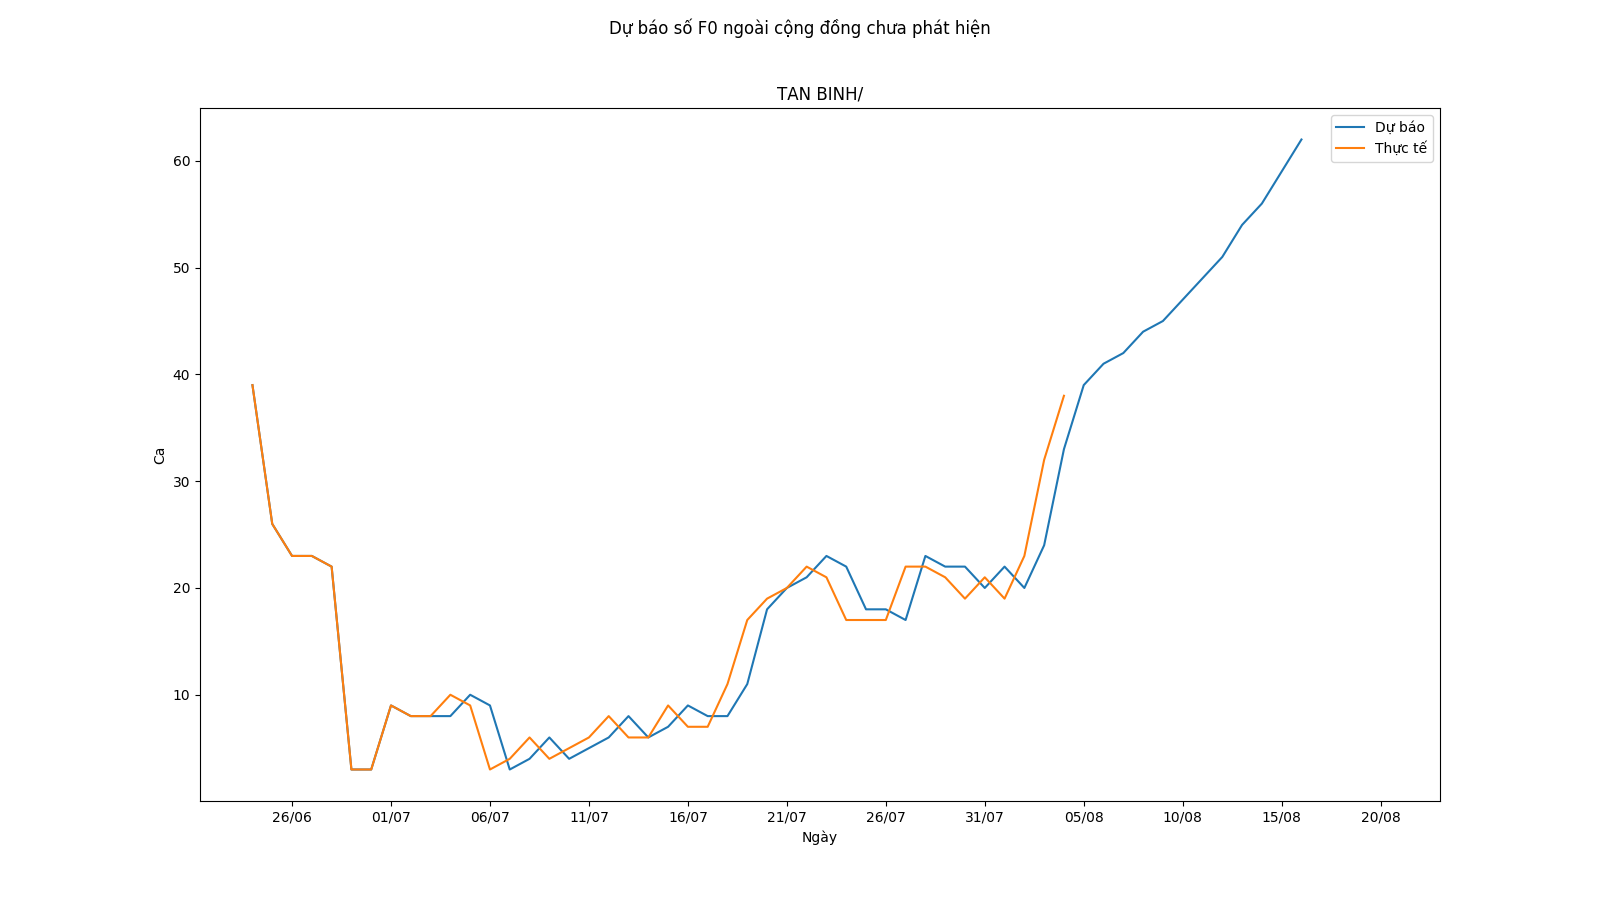 Dự báo số F0 ngoài cộng đồng chưa phát hiện
TAN BINH/
Dự báo
Thực tế
60
50
40
30
20
10
Ca
26/06 01/07 06/07 11/07 16/07 21/07 26/07 31/07 05/08 10/08 15/08 20/08
Ngày